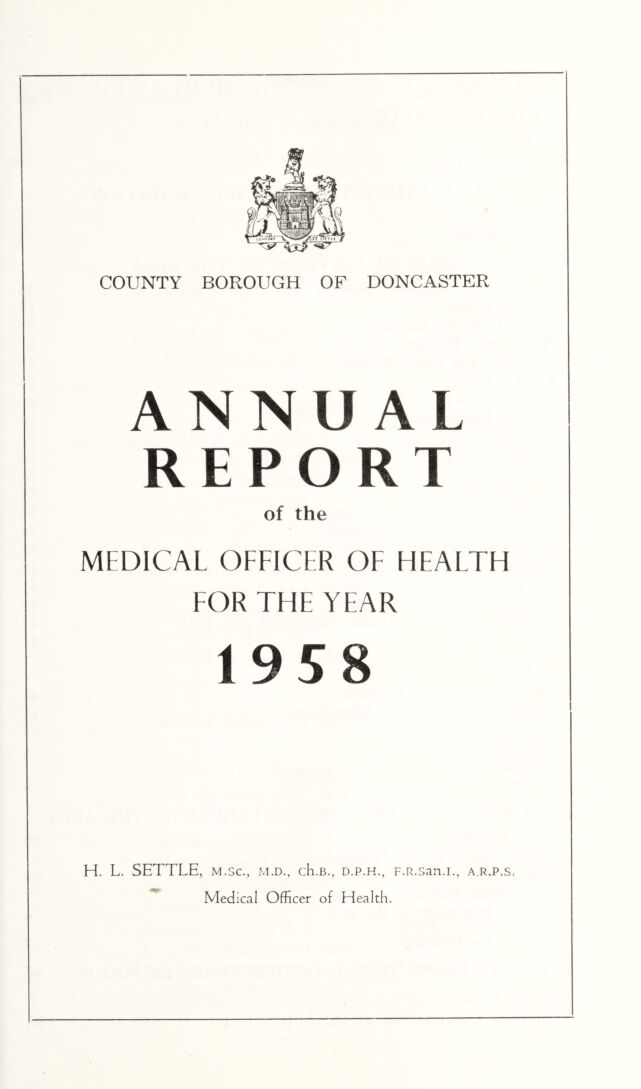 COUNTY BOROUGH OF DONCASTER
ANNUAL
REPORT
of the
MEDICAL OFFICER OF HEALTH
FOR THE YEAR
1958
H. L. SETTLE, M.Sc., M.D., ch.B., D.P.H., F.R.San.I., A.R.P.S.
Medical Officer of Health.